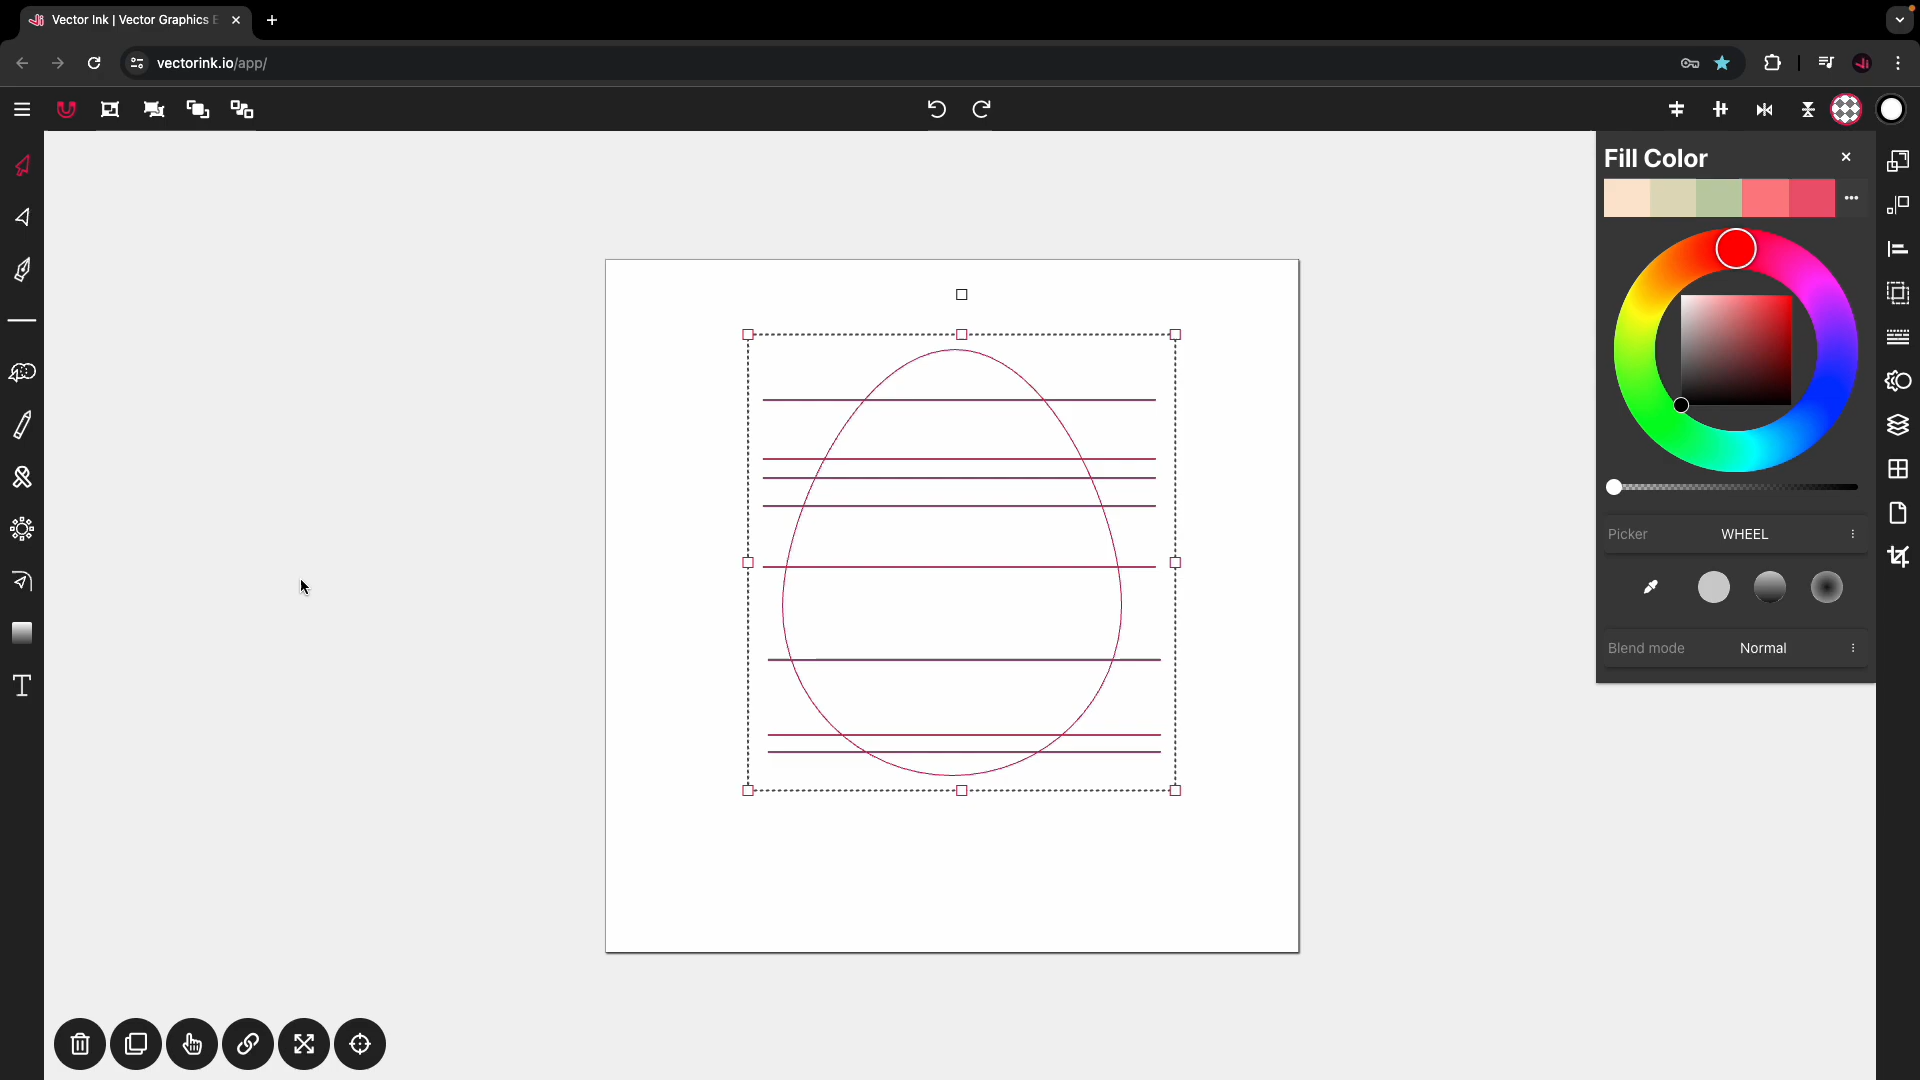 Vector Ink | Vector Graphics E
vectorink.io/app/
Fill Color
Picker WHEEL
Blend mode Normal